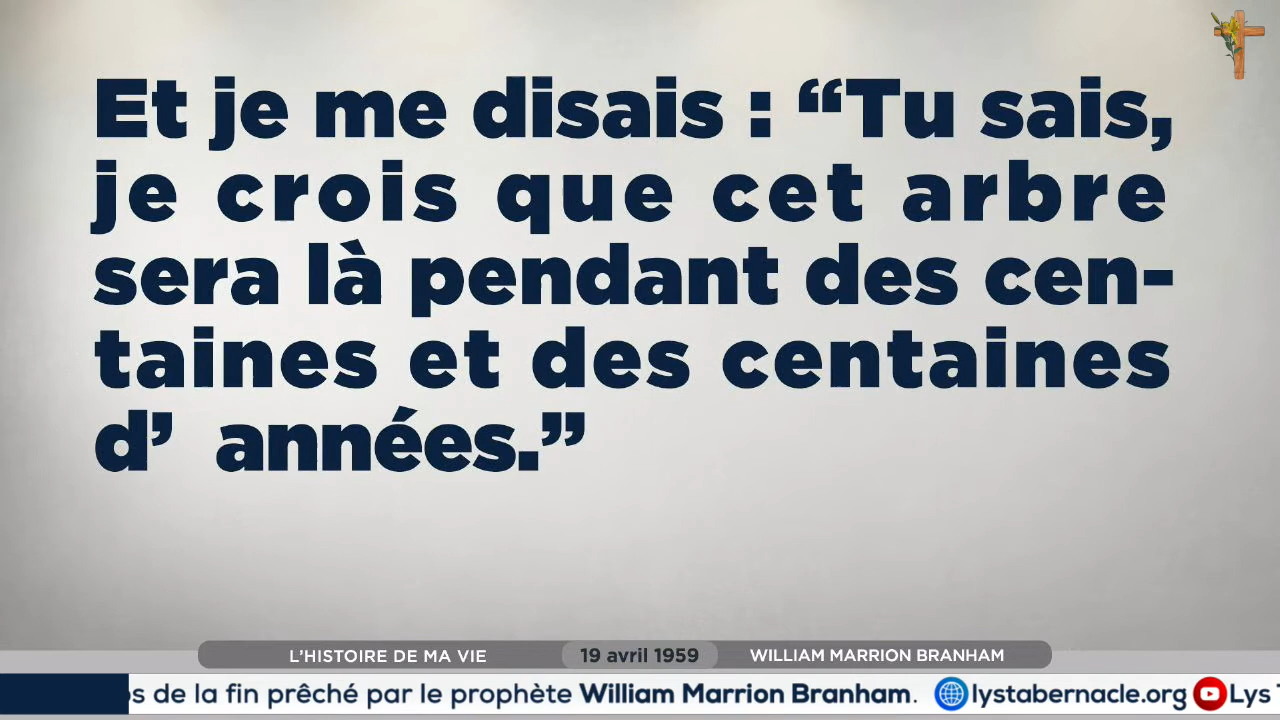 Et je me disais : “Tu sais,
je crois que cet arbre
sera là pendant des cen-
taines et des centaines
d’ années.”
L’HISTOIRE DE MA VIE 19 avril 1959 WILLIAM MARRION BRANHAM
de la fin prêché par le prophète William Marrion Branham. lystabernacle.org Lys